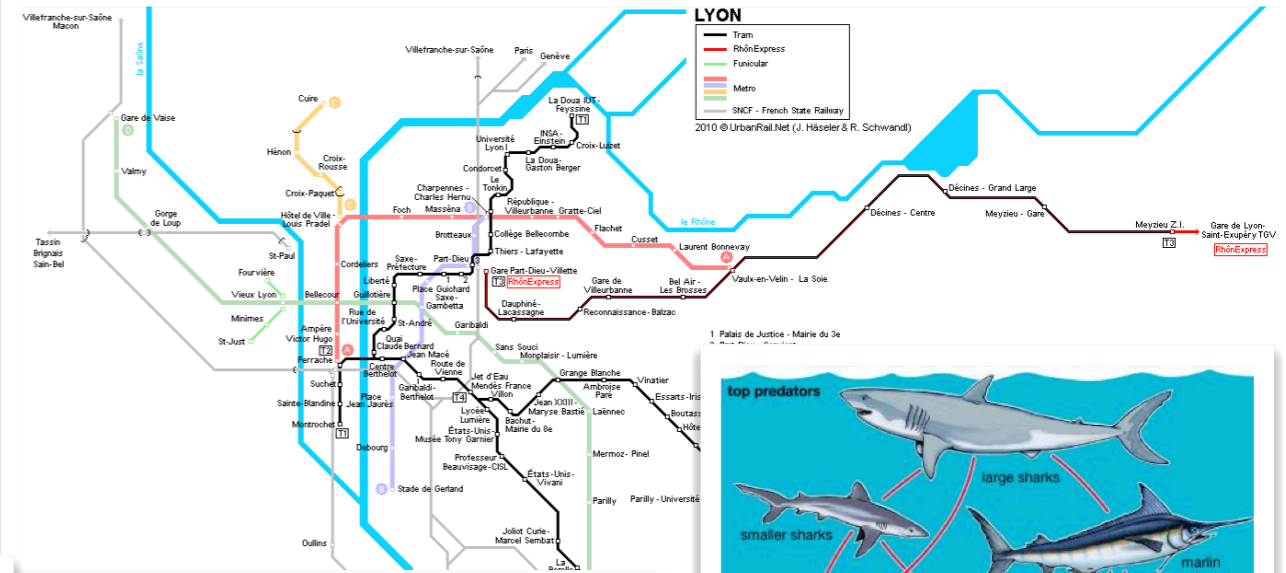 Villefranche-sur-Saône
Macon
la Saône
Gare de Vaise
D
Valmy
Gorge
de Loup
Tassin
Brignais
Sain-Bel
St-Paul
Fourvière
Vieux Lyon
Minimes
St-Just
Cuire
C
Hénon
Croix-
Rousse
Croix-Paquet
C
Hôtel de Ville -
Louis Pradel
Foch
Masséna
Charpennes -
Charles Hernu
B
Brotteaux
Part-Dieu
Cordeliers
Bellecour
Ampère
Victor Hugo
T2
A
Perrache
Suchet
Sainte-Blandine
Montrochet
T1
Oullins
Villefranche-sur-Saône
Paris
Genève
La Doua IUT -
Feyssine
T1
Croix-Luizet
INSA -
Einstein
La Doua-
Gaston Berger
Université
Lyon I
Condorcet
Le
Tonkin
République -
Villeurbanne
Gratte-Ciel
Flachet
Cusset
Laurent Bonnevay
A
Collège Bellecombe
Thiers - Lafayette
3
Saxe-
Préfecture
1
2
Liberté
Guillotière
Place Guichard
Saxe-
Gambetta
Rue de
l'Université
St-André
Quai
Claude Bernard
Garibaldi
Jean Macé
Centre
Berthelot
Route de
Vienne
Garibaldi-
Berthelot
Place
Jean Jaurès
Debourg
B
Stade de Gerland
Gare Part-Dieu-Villette
T3
RhônExpress
Dauphiné-
Lacassagne
Gare de
Villeurbanne
Reconnaissance-Balzac
Bel Air -
Les Brosses
Vaulx-en-Velin - La Soie
Sans Souci
Monplaisir - Lumière
Grange Blanche
Vinatier
Jet d'Eau
Mendès France
T4
Villon
Ambroise
Paré
Essarts-Iris
Jean XXIII -
Maryse Bastié
Laënnec
Boutas
Hôte
Lycée
Lumière
Bachut-
Mairie du 8e
États-Unis-
Musée Tony Garnier
Mermoz- Pinel
Professeur
Beauvisage-CISL
États-Unis-
Vivani
Parilly
Parilly - Université
Joliot Curie-
Marcel Sembat
La
LYON
Tram
RhônExpress
Funicular
Metro
SNCF - French State Railway
2010 © UrbanRail.Net (J. Häseler & R. Schwandl)
le Rhône
Décines - Centre
Décines - Grand Large
Meyzieu - Gare
Meyzieu Z.I.
T3
Gare de Lyon-
Saint-Exupéry TGV
RhônExpress
1 Palais de Justice - Mairie du 3e
top predators
large sharks
smaller sharks
marlin